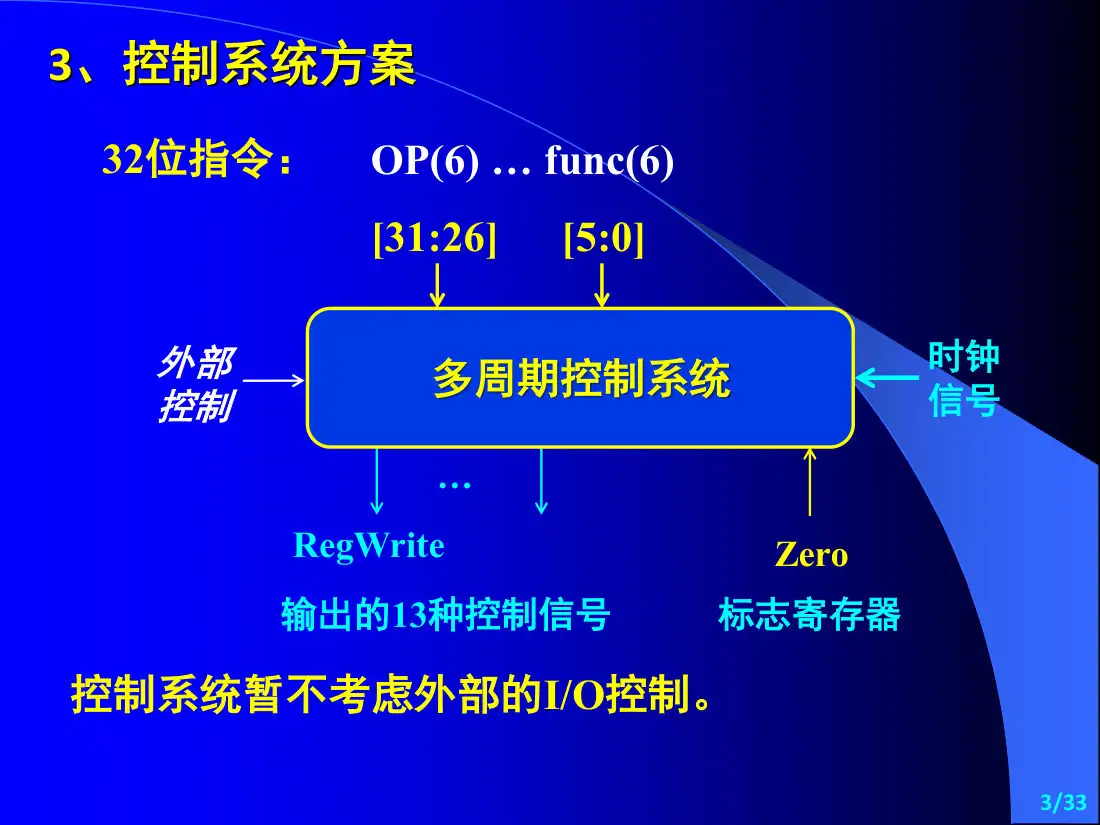 3、控制系统方案
32位指令： OP(6) … func(6)
[31:26] [5:0]
外部
控制
多周期控制系统
时钟
信号
…
RegWrite
Zero
输出的13种控制信号
标志寄存器
控制系统暂不考虑外部的I/O控制。
3/33